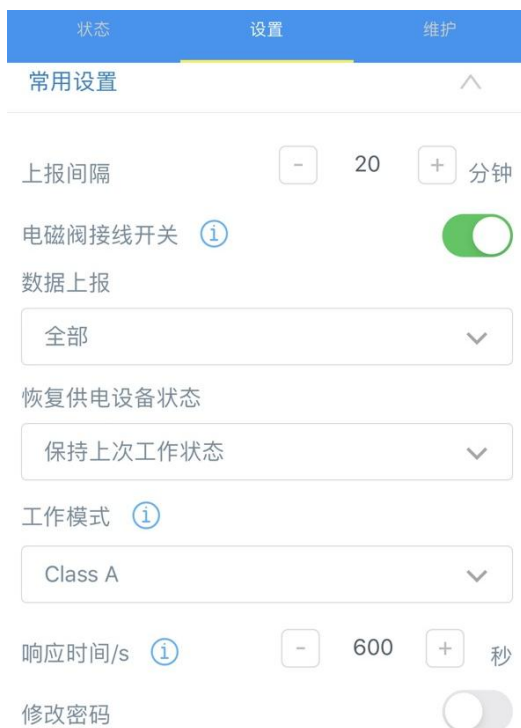 状态 设置 维护
常用设置
上报间隔 - 20 + 分钟
电磁阀接线开关 i
数据上报
全部
恢复供电设备状态
保持上次工作状态
工作模式 i
Class A
响应时间/s i - 600 + 秒
修改密码